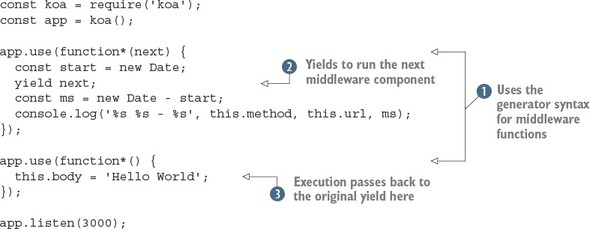 const koa = require('koa');
const app = koa();
app.use(function*(next) {
  const start = new Date;
  yield next;
  const ms = new Date - start;
  console.log('%s %s - %s', this.method, this.url, ms);
});
2 Yields to run the next
middleware component
1 Uses the
generator syntax
for middleware
functions
app.use(function*() {
  this.body = 'Hello World';
});
3 Execution passes back to
the original yield here
app.listen(3000);